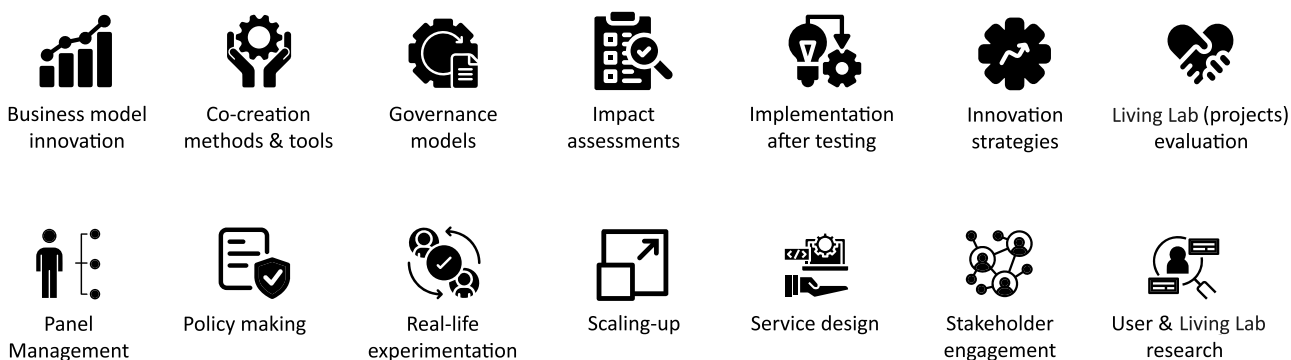 Business model
innovation
Co-creation
methods & tools
Governance
models
Impact
assessments
Implementation
after testing
Innovation
strategies
Living Lab (projects)
evaluation
</>
Panel
Management
Policy making
Real-life
experimentation
Scaling-up
Service design
Stakeholder
engagement
User & Living Lab
research